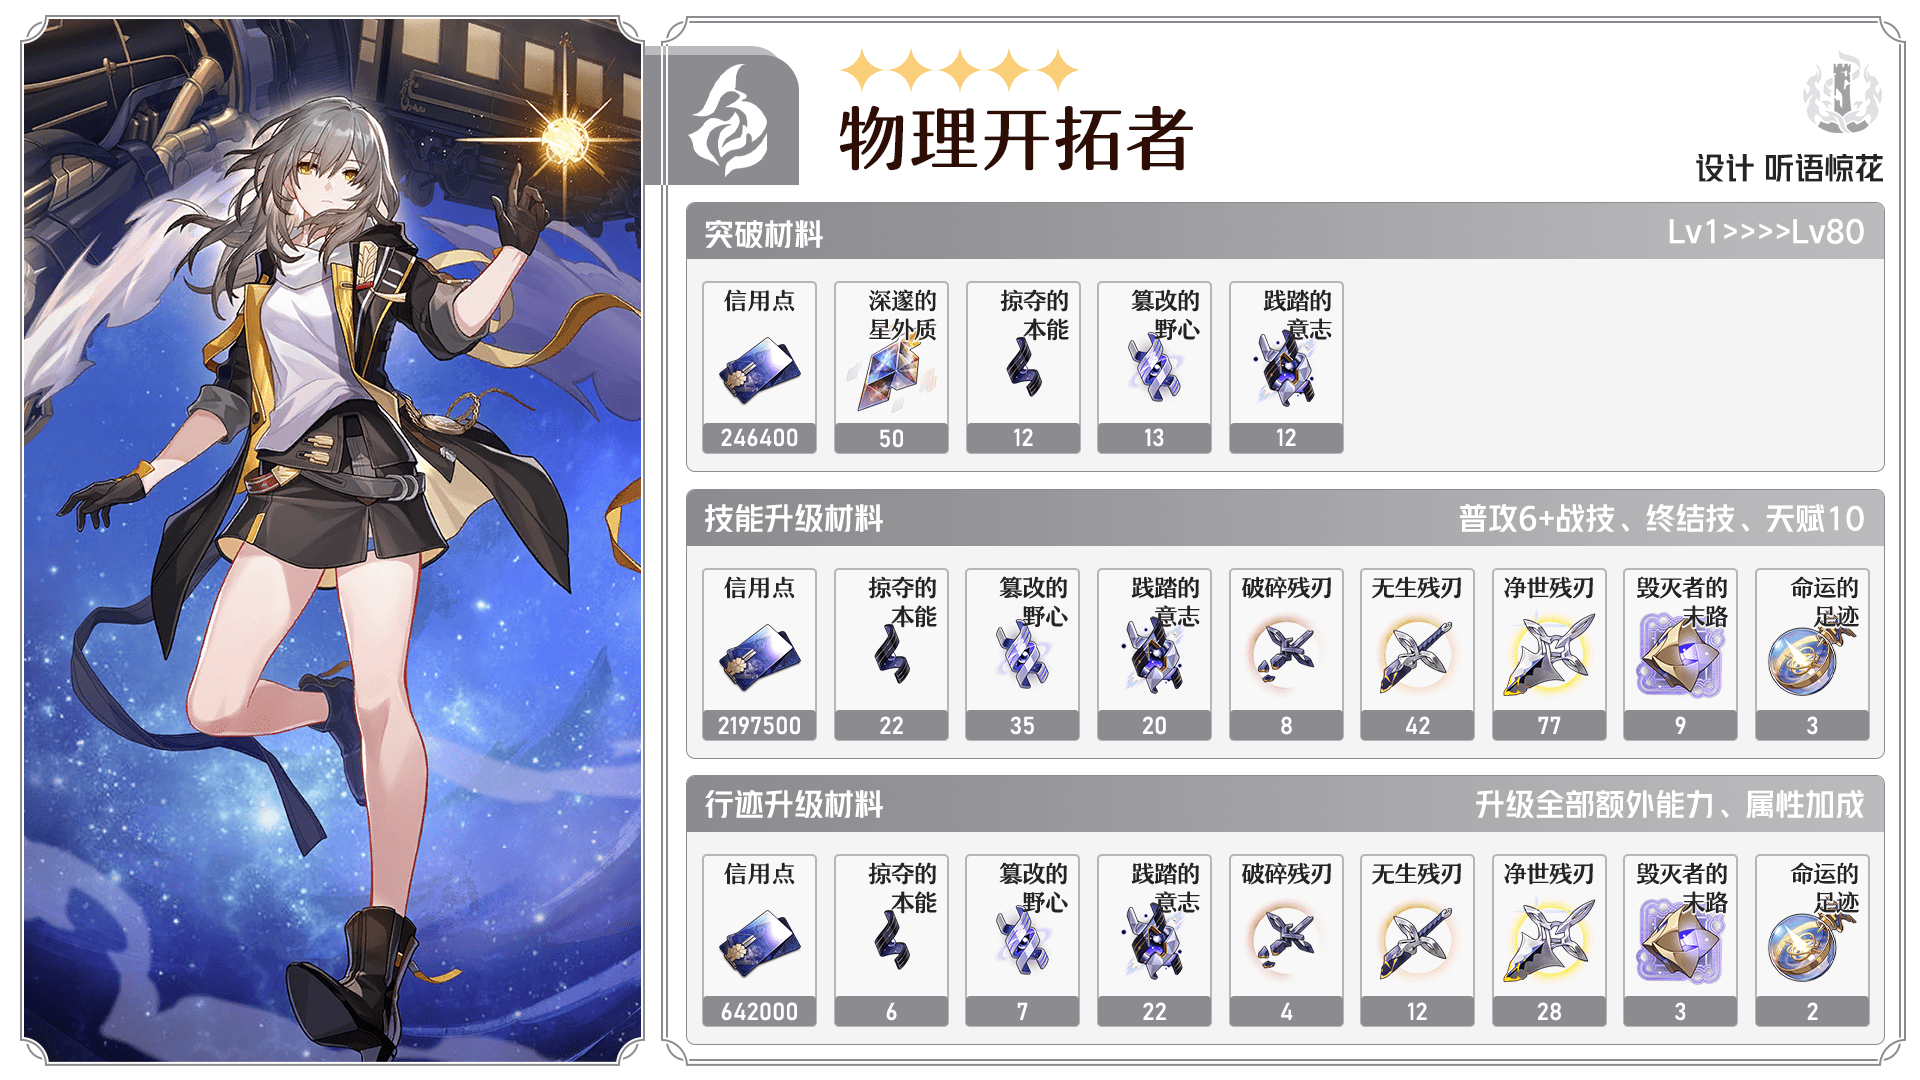 物理开拓者
设计 听语惊花
突破材料
Lv1>>>>Lv80
信用点
246400
深邃的
星外质
50
掠夺的
本能
12
篡改的
野心
13
践踏的
意志
12
技能升级材料
普攻6+战技、终结技、天赋10
信用点
2197500
掠夺的
本能
22
篡改的
野心
35
践踏的
意志
20
破碎残刃
8
无生残刃
42
净世残刃
77
毁灭者的
末路
9
命运的
足迹
3
行迹升级材料
升级全部额外能力、属性加成
信用点
642000
掠夺的
本能
6
篡改的
野心
7
践踏的
意志
22
破碎残刃
4
无生残刃
12
净世残刃
28
毁灭者的
末路
3
命运的
足迹
2